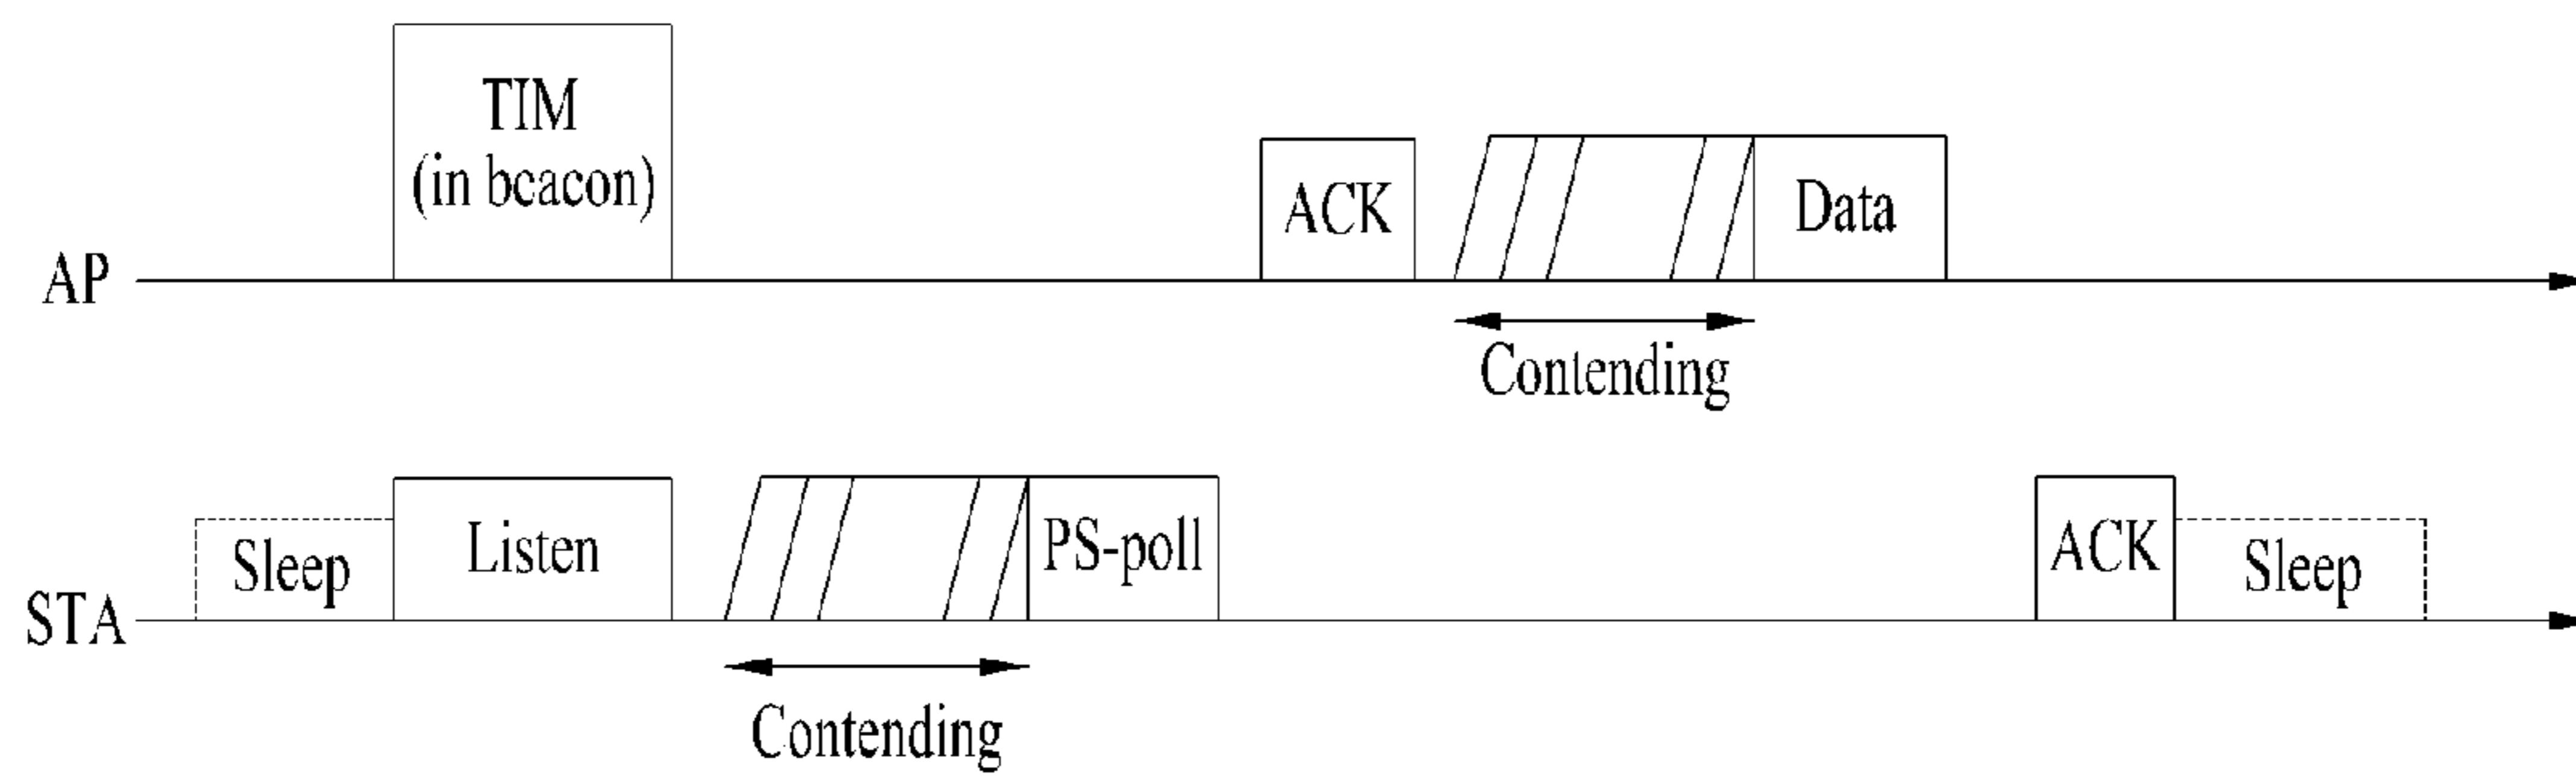 TIM
(in bcacon)
ACK
Data
AP
Contending
Sleep
Listen
PS-poll
ACK
Sleep
STA
Contending